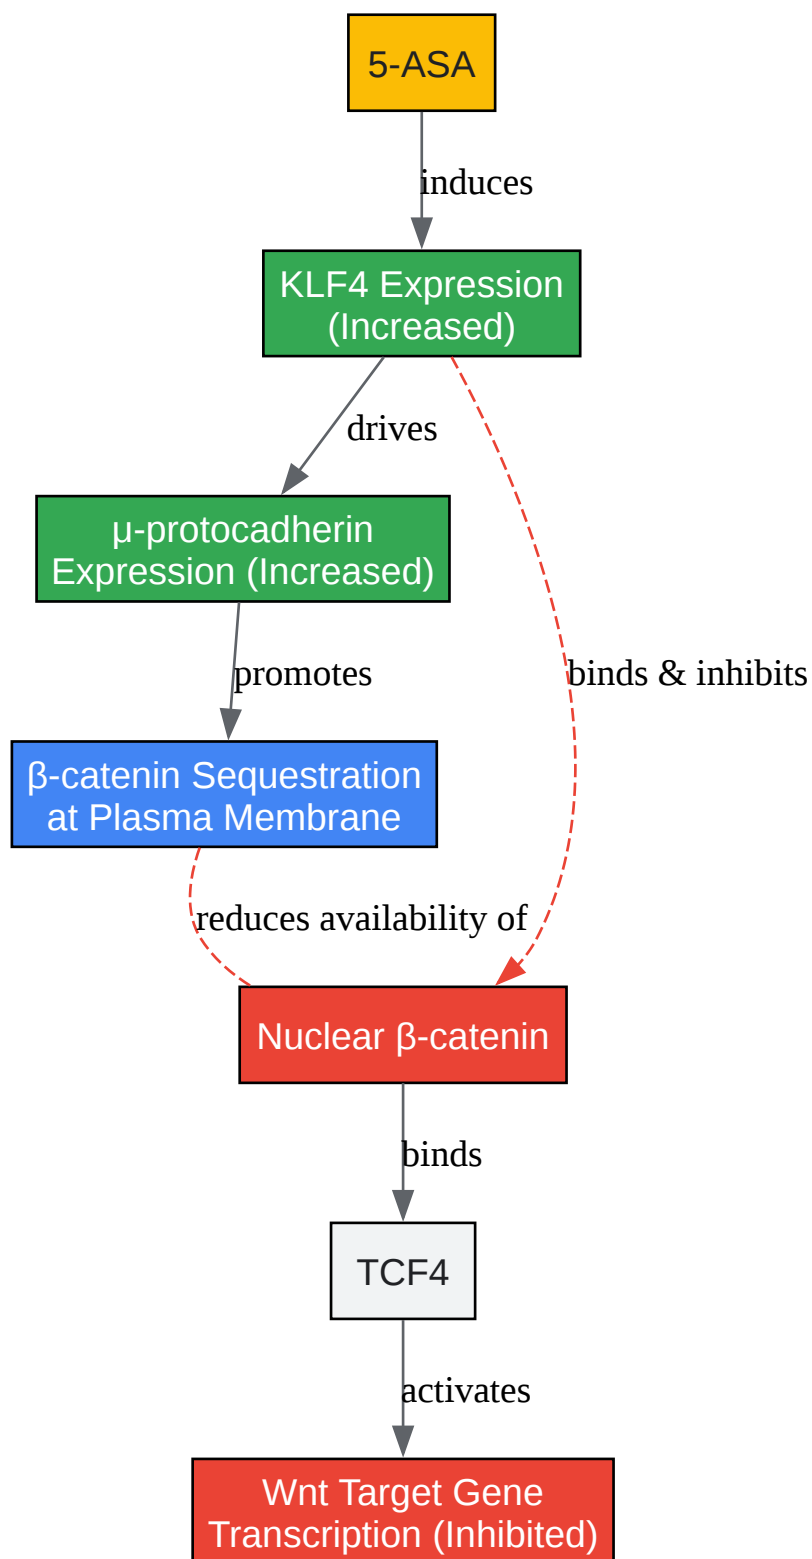 5-ASA
induces
KLF4 Expression
(Increased)
drives
μ-protocadherin
Expression (Increased)
promotes
binds & inhibits
β-catenin Sequestration
at Plasma Membrane
reduces availability of
Nuclear β-catenin
binds
TCF4
activates
Wnt Target Gene
Transcription (Inhibited)